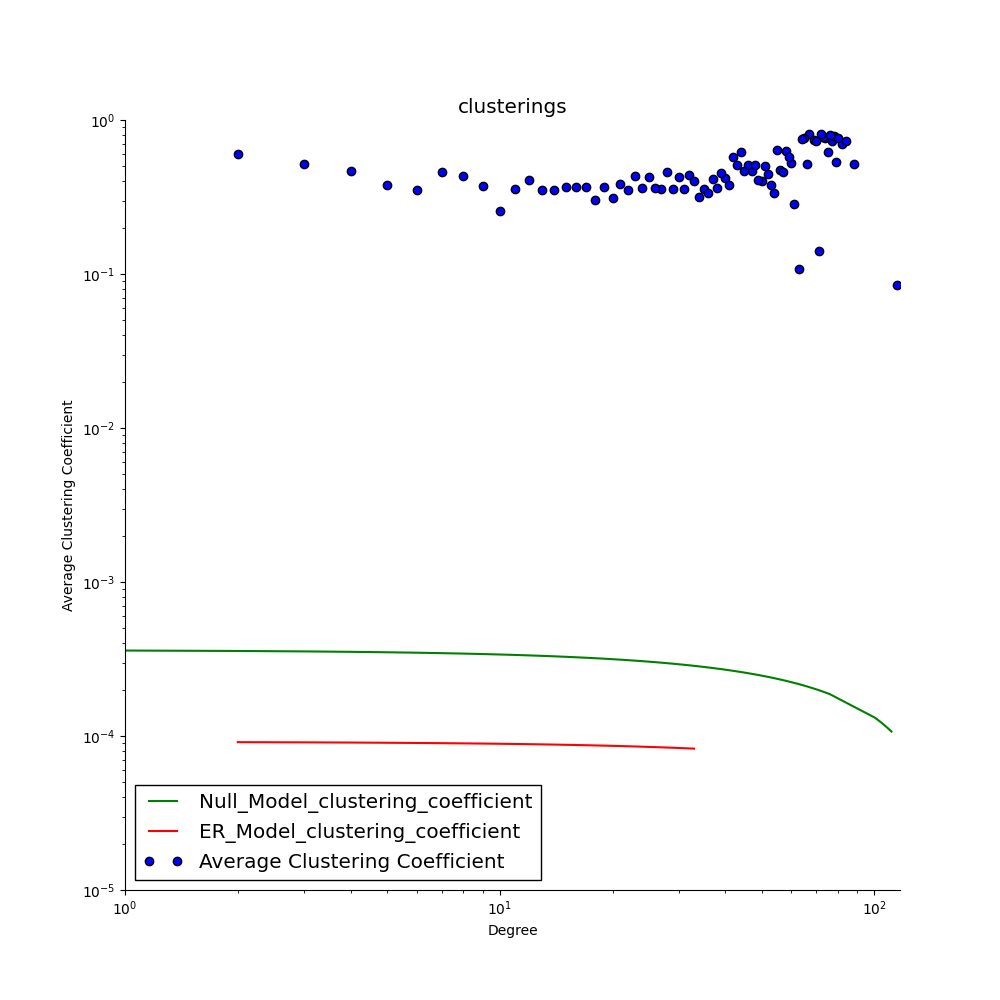 clusterings
10^0
10^-1
10^-2
10^-3
10^-4
10^-5
Average Clustering Coefficient
Null_Model_clustering_coefficient
ER_Model_clustering_coefficient
Average Clustering Coefficient
10^0 10^1 10^2
Degree